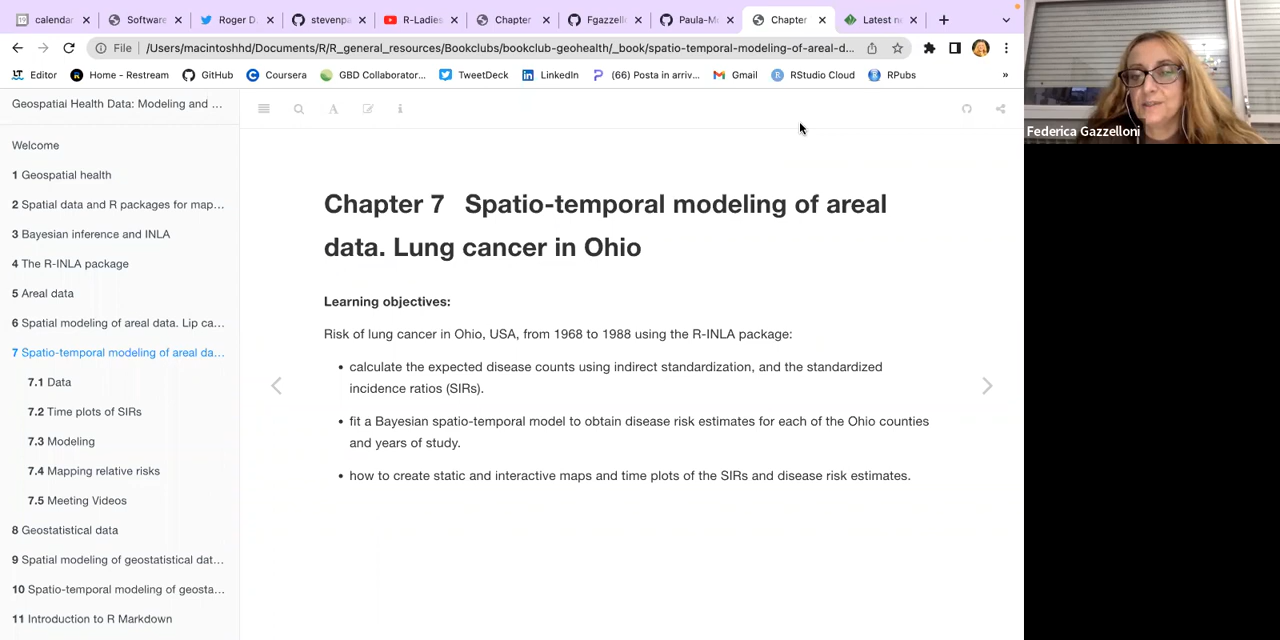 calendar
Software
Roger D.
stevenpa
R-Ladies
Chapter
Fgazzell
Paula-M
Chapter
Latest n
File
/Users/macintoshhd/Documents/R/R_general_resources/Bookclubs/bookclub-geohealth/_book/spatio-temporal-modeling-of-areal-d...
Editor
Home - Restream
GitHub
Coursera
GBD Collaborator...
TweetDeck
LinkedIn
(66) Posta in arriv...
Gmail
RStudio Cloud
RPubs
»
Geospatial Health Data: Modeling and ...
Welcome
1 Geospatial health
2 Spatial data and R packages for map...
3 Bayesian inference and INLA
4 The R-INLA package
5 Areal data
6 Spatial modeling of areal data. Lip ca...
7 Spatio-temporal modeling of areal da...
7.1 Data
7.2 Time plots of SIRs
7.3 Modeling
7.4 Mapping relative risks
7.5 Meeting Videos
8 Geostatistical data
9 Spatial modeling of geostatistical dat...
10 Spatio-temporal modeling of geosta...
11 Introduction to R Markdown
Chapter 7 Spatio-temporal modeling of areal
data. Lung cancer in Ohio
Learning objectives:
Risk of lung cancer in Ohio, USA, from 1968 to 1988 using the R-INLA package:
• calculate the expected disease counts using indirect standardization, and the standardized
incidence ratios (SIRs).
• fit a Bayesian spatio-temporal model to obtain disease risk estimates for each of the Ohio counties
and years of study.
• how to create static and interactive maps and time plots of the SIRs and disease risk estimates.
Federica Gazzelloni